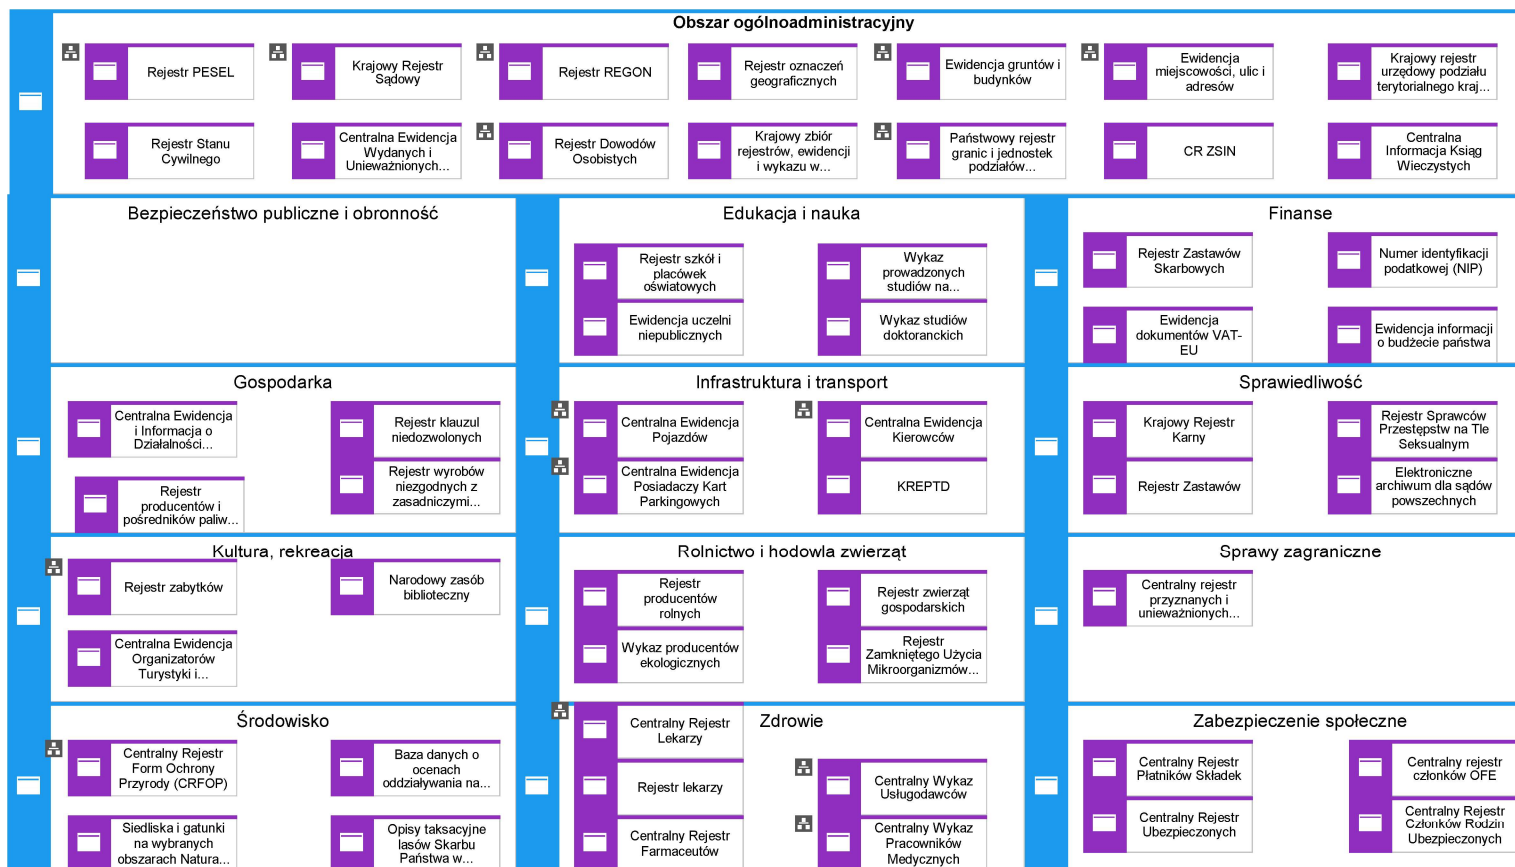 Obszar ogólnoadministracyjny
Rejestr PESEL
Krajowy Rejestr
Sądowy
Rejestr REGON
Rejestr oznaczeń
geograficznych
Ewidencja gruntów i
budynków
Ewidencja
miejscowości, ulic i
adresów
Krajowy rejestr
urzędowy podziału
terytorialnego kraj...
Rejestr Stanu
Cywilnego
Centralna Ewidencja
Wydanych i
Unieważnionych...
Rejestr Dowodów
Osobistych
Krajowy zbiór
rejestrów, ewidencji
i wykazu w...
Państwowy rejestr
granic i jednostek
podziałów...
CR ZSIN
Centralna
Informacja Ksiąg
Wieczystych
Bezpieczeństwo publiczne i obronność
Edukacja i nauka
Rejestr szkół i
placówek
oświatowych
Wykaz
prowadzonych
studiów na...
Ewidencja uczelni
niepublicznych
Wykaz studiów
doktoranckich
Finanse
Rejestr Zastawów
Skarbowych
Numer identyfikacji
podatkowej (NIP)
Ewidencja
dokumentów VAT-
EU
Ewidencja informacji
o budżecie państwa
Gospodarka
Centralna Ewidencja
i Informacja o
Działalności...
Rejestr klauzul
niedozwolonych
Rejestr
producentów i
pośredników paliw...
Rejestr wyrobów
niezgodnych z
zasadniczymi...
Infrastruktura i transport
Centralna Ewidencja
Pojazdów
Centralna Ewidencja
Kierowców
Centralna Ewidencja
Posiadaczy Kart
Parkingowych
KREPTD
Sprawiedliwość
Krajowy Rejestr
Karny
Rejestr Sprawców
Przestępstw na Tle
Seksualnym
Rejestr Zastawów
Elektroniczne
archiwum dla sądów
powszechnych
Kultura, rekreacja
Rejestr zabytków
Narodowy zasób
biblioteczny
Centralna Ewidencja
Organizatorów
Turystyki i...
Rolnictwo i hodowla zwierząt
Rejestr
producentów
rolnych
Rejestr zwierząt
gospodarskich
Wykaz producentów
ekologicznych
Rejestr
Zamkniętego Użycia
Mikroorganizmów...
Sprawy zagraniczne
Centralny rejestr
przyznanych i
unieważnionych...
Środowisko
Centralny Rejestr
Form Ochrony
Przyrody (CRFOP)
Baza danych o
ocenach
oddziaływania na...
Siedliska i gatunki
na wybranych
obszarach Natura...
Opisy taksacyjne
lasów Skarbu
Państwa w...
Zdrowie
Centralny Rejestr
Lekarzy
Rejestr lekarzy
Centralny Wykaz
Usługodawców
Centralny Rejestr
Farmaceutów
Centralny Wykaz
Pracowników
Medycznych
Zabezpieczenie społeczne
Centralny Rejestr
Płatników Składek
Centralny rejestr
członków OFE
Centralny Rejestr
Ubezpieczonych
Centralny Rejestr
Członków Rodzin
Ubezpieczonych